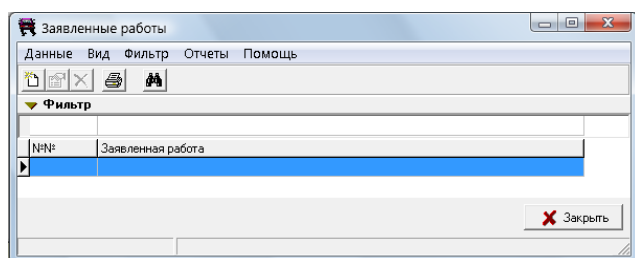 Заявленные работы
Данные Вид Фильтр Отчеты Помощь
Фильтр
№№ Заявленная работа
Закрыть